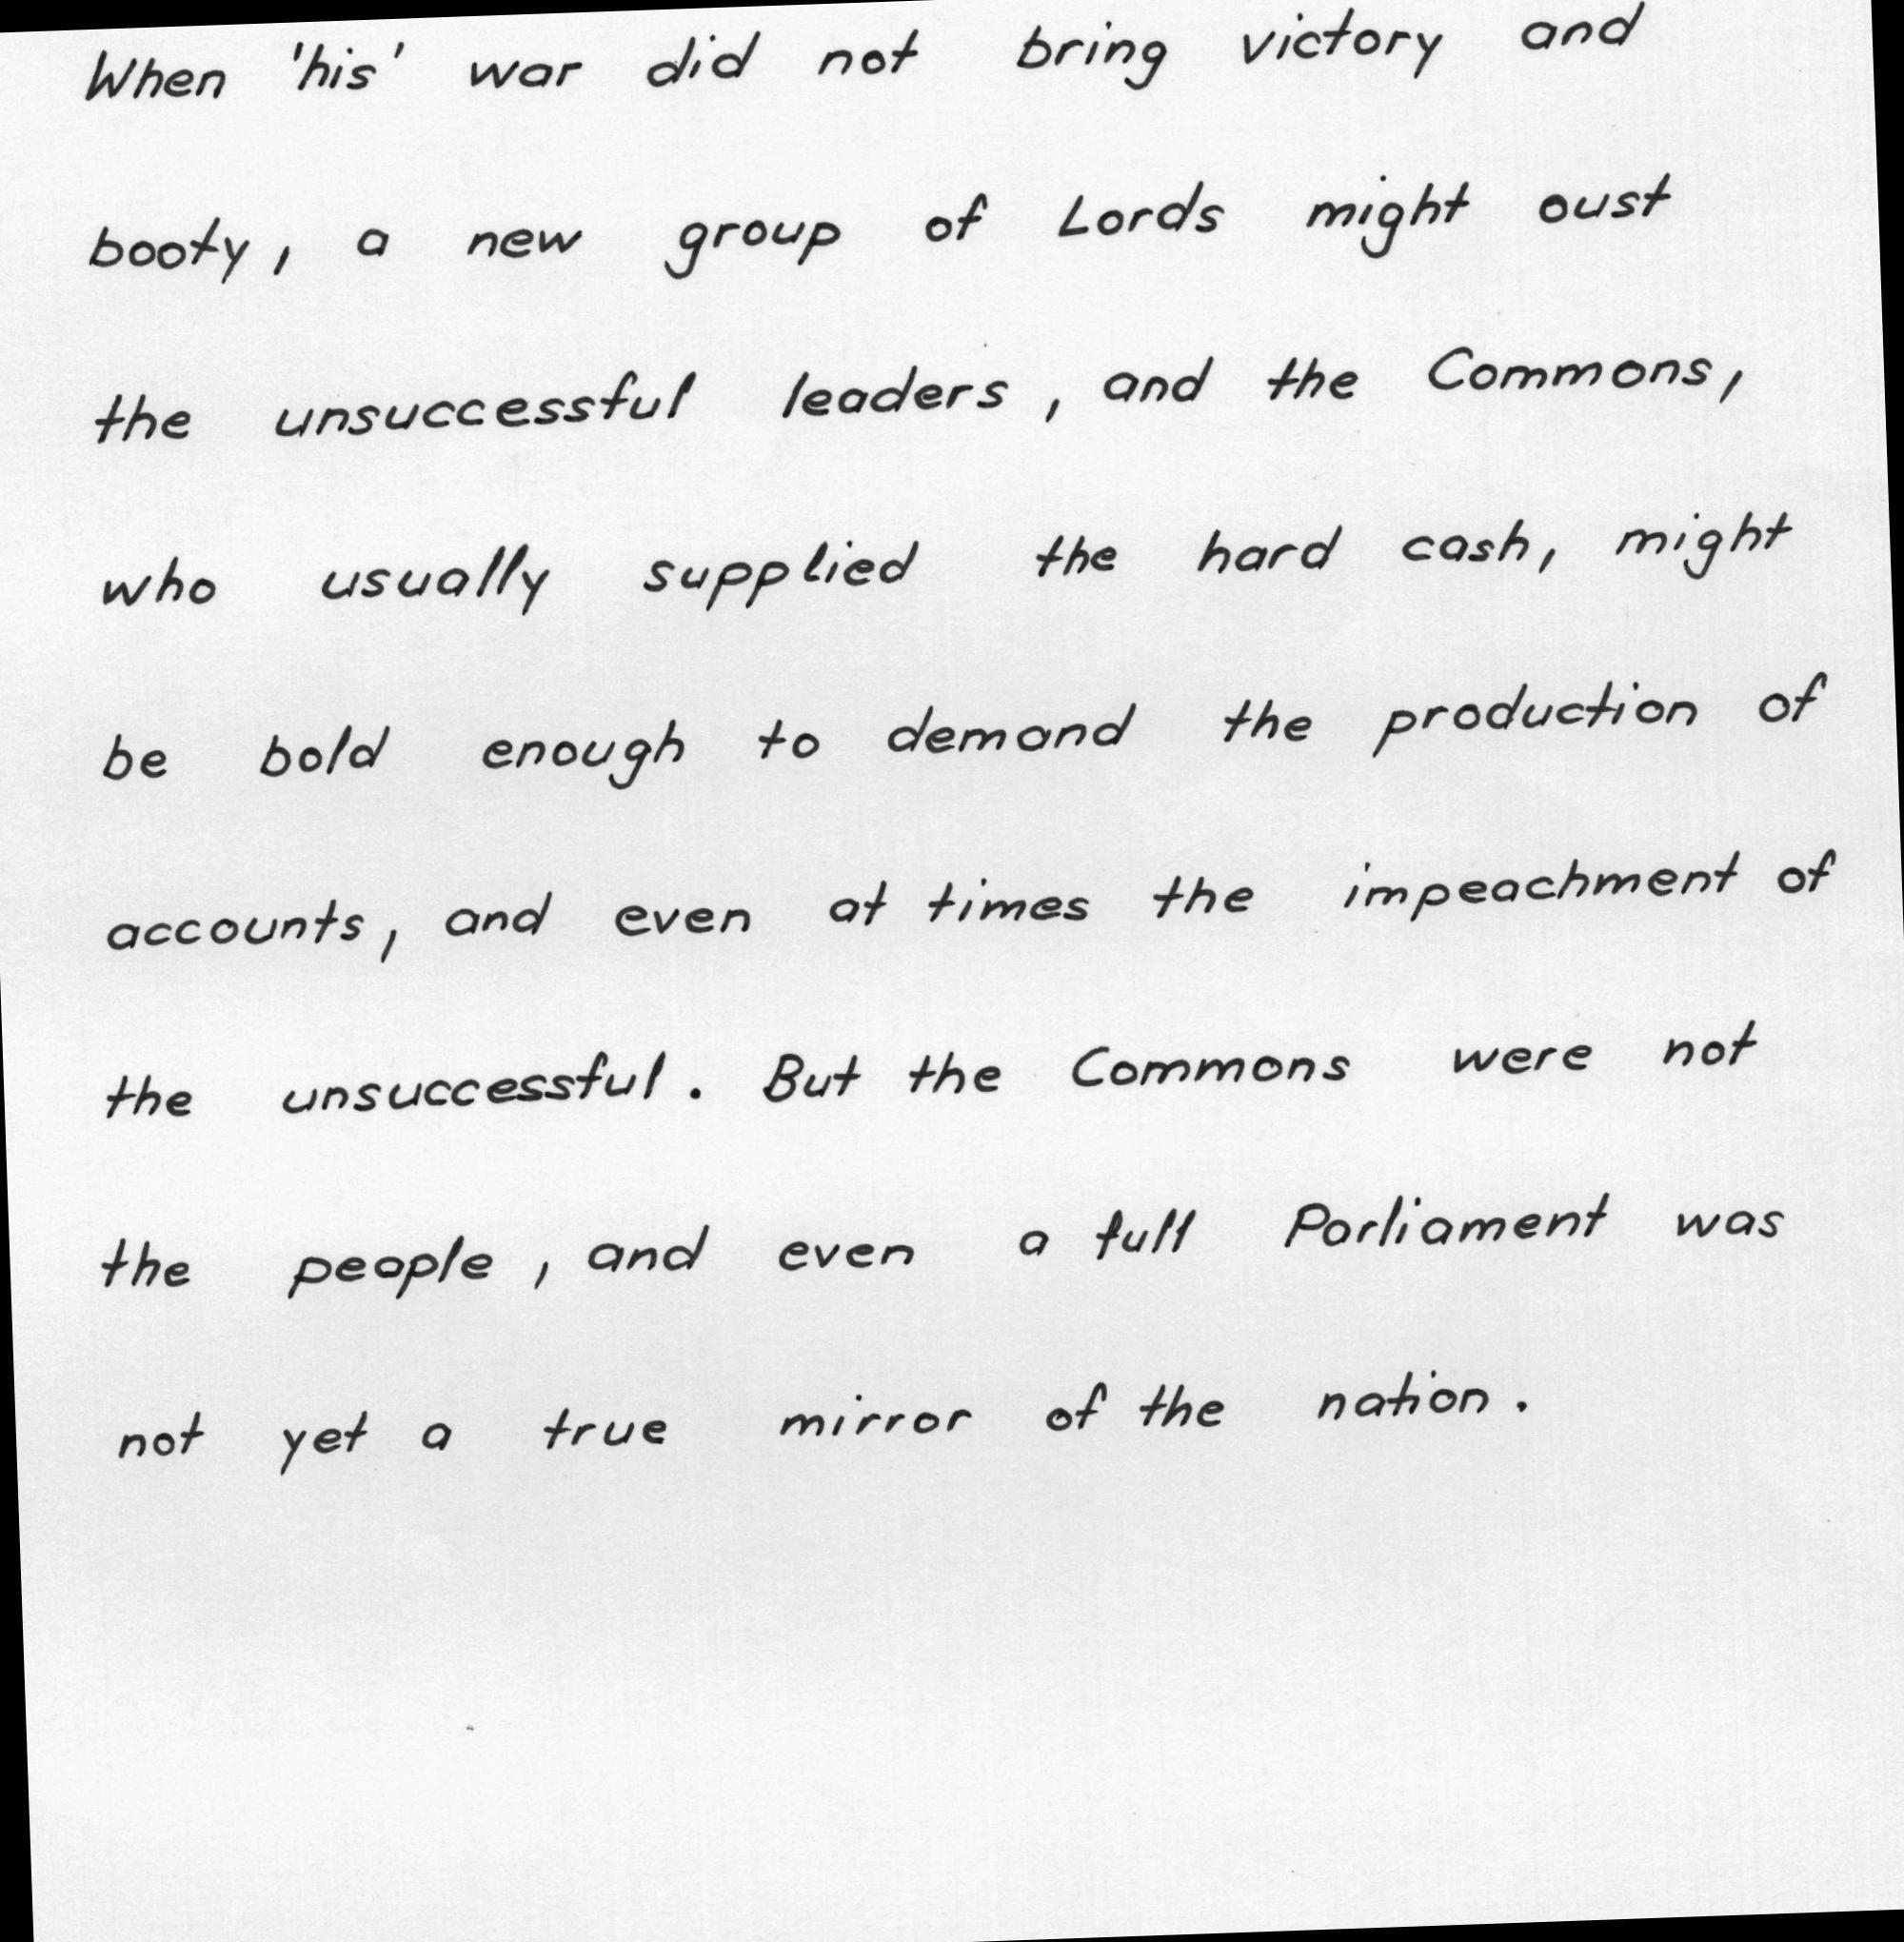 When 'his' war did not bring victory and
booty, a new group of Lords might oust
the unsuccessful leaders, and the Commons,
who usually supplied the hard cash, might
be bold enough to demand the production of
accounts, and even at times the impeachment of
the unsuccessful. But the Commons were not
the people, and even a full Parliament was
not yet a true mirror of the nation.